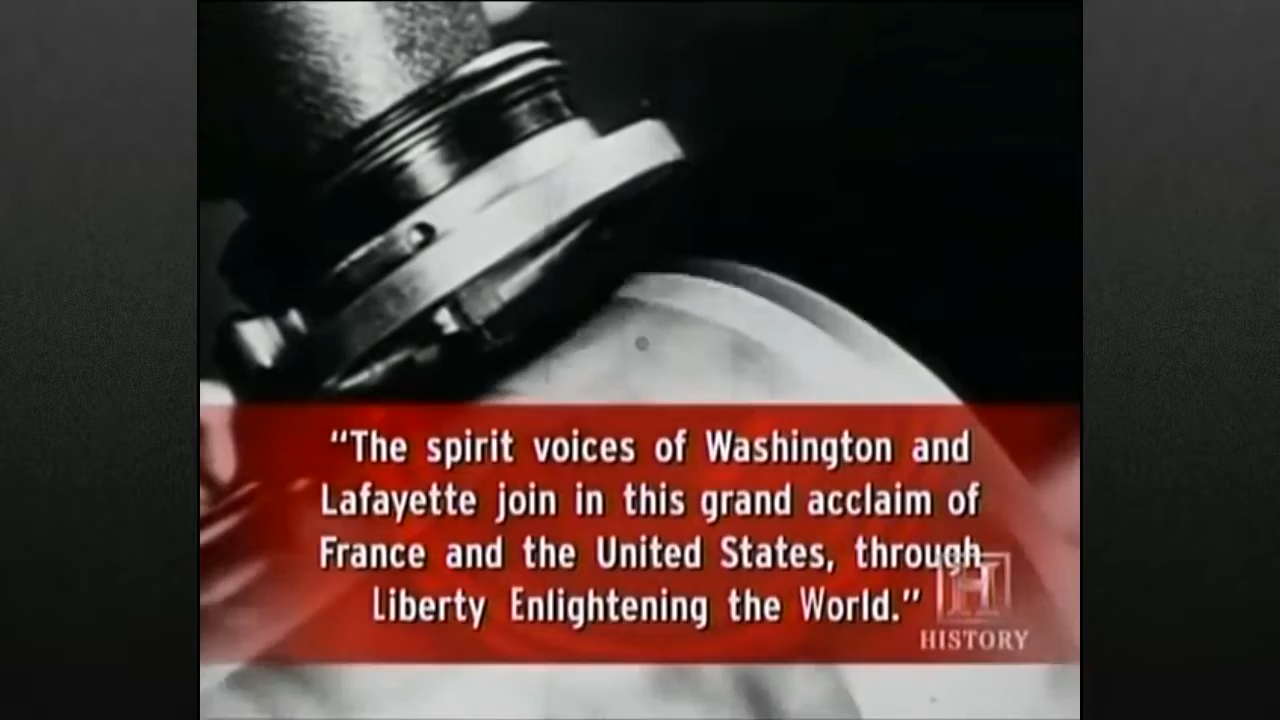 “The spirit voices of Washington and
Lafayette join in this grand acclaim of
France and the United States, through
Liberty Enlightening the World.”
H
HISTORY